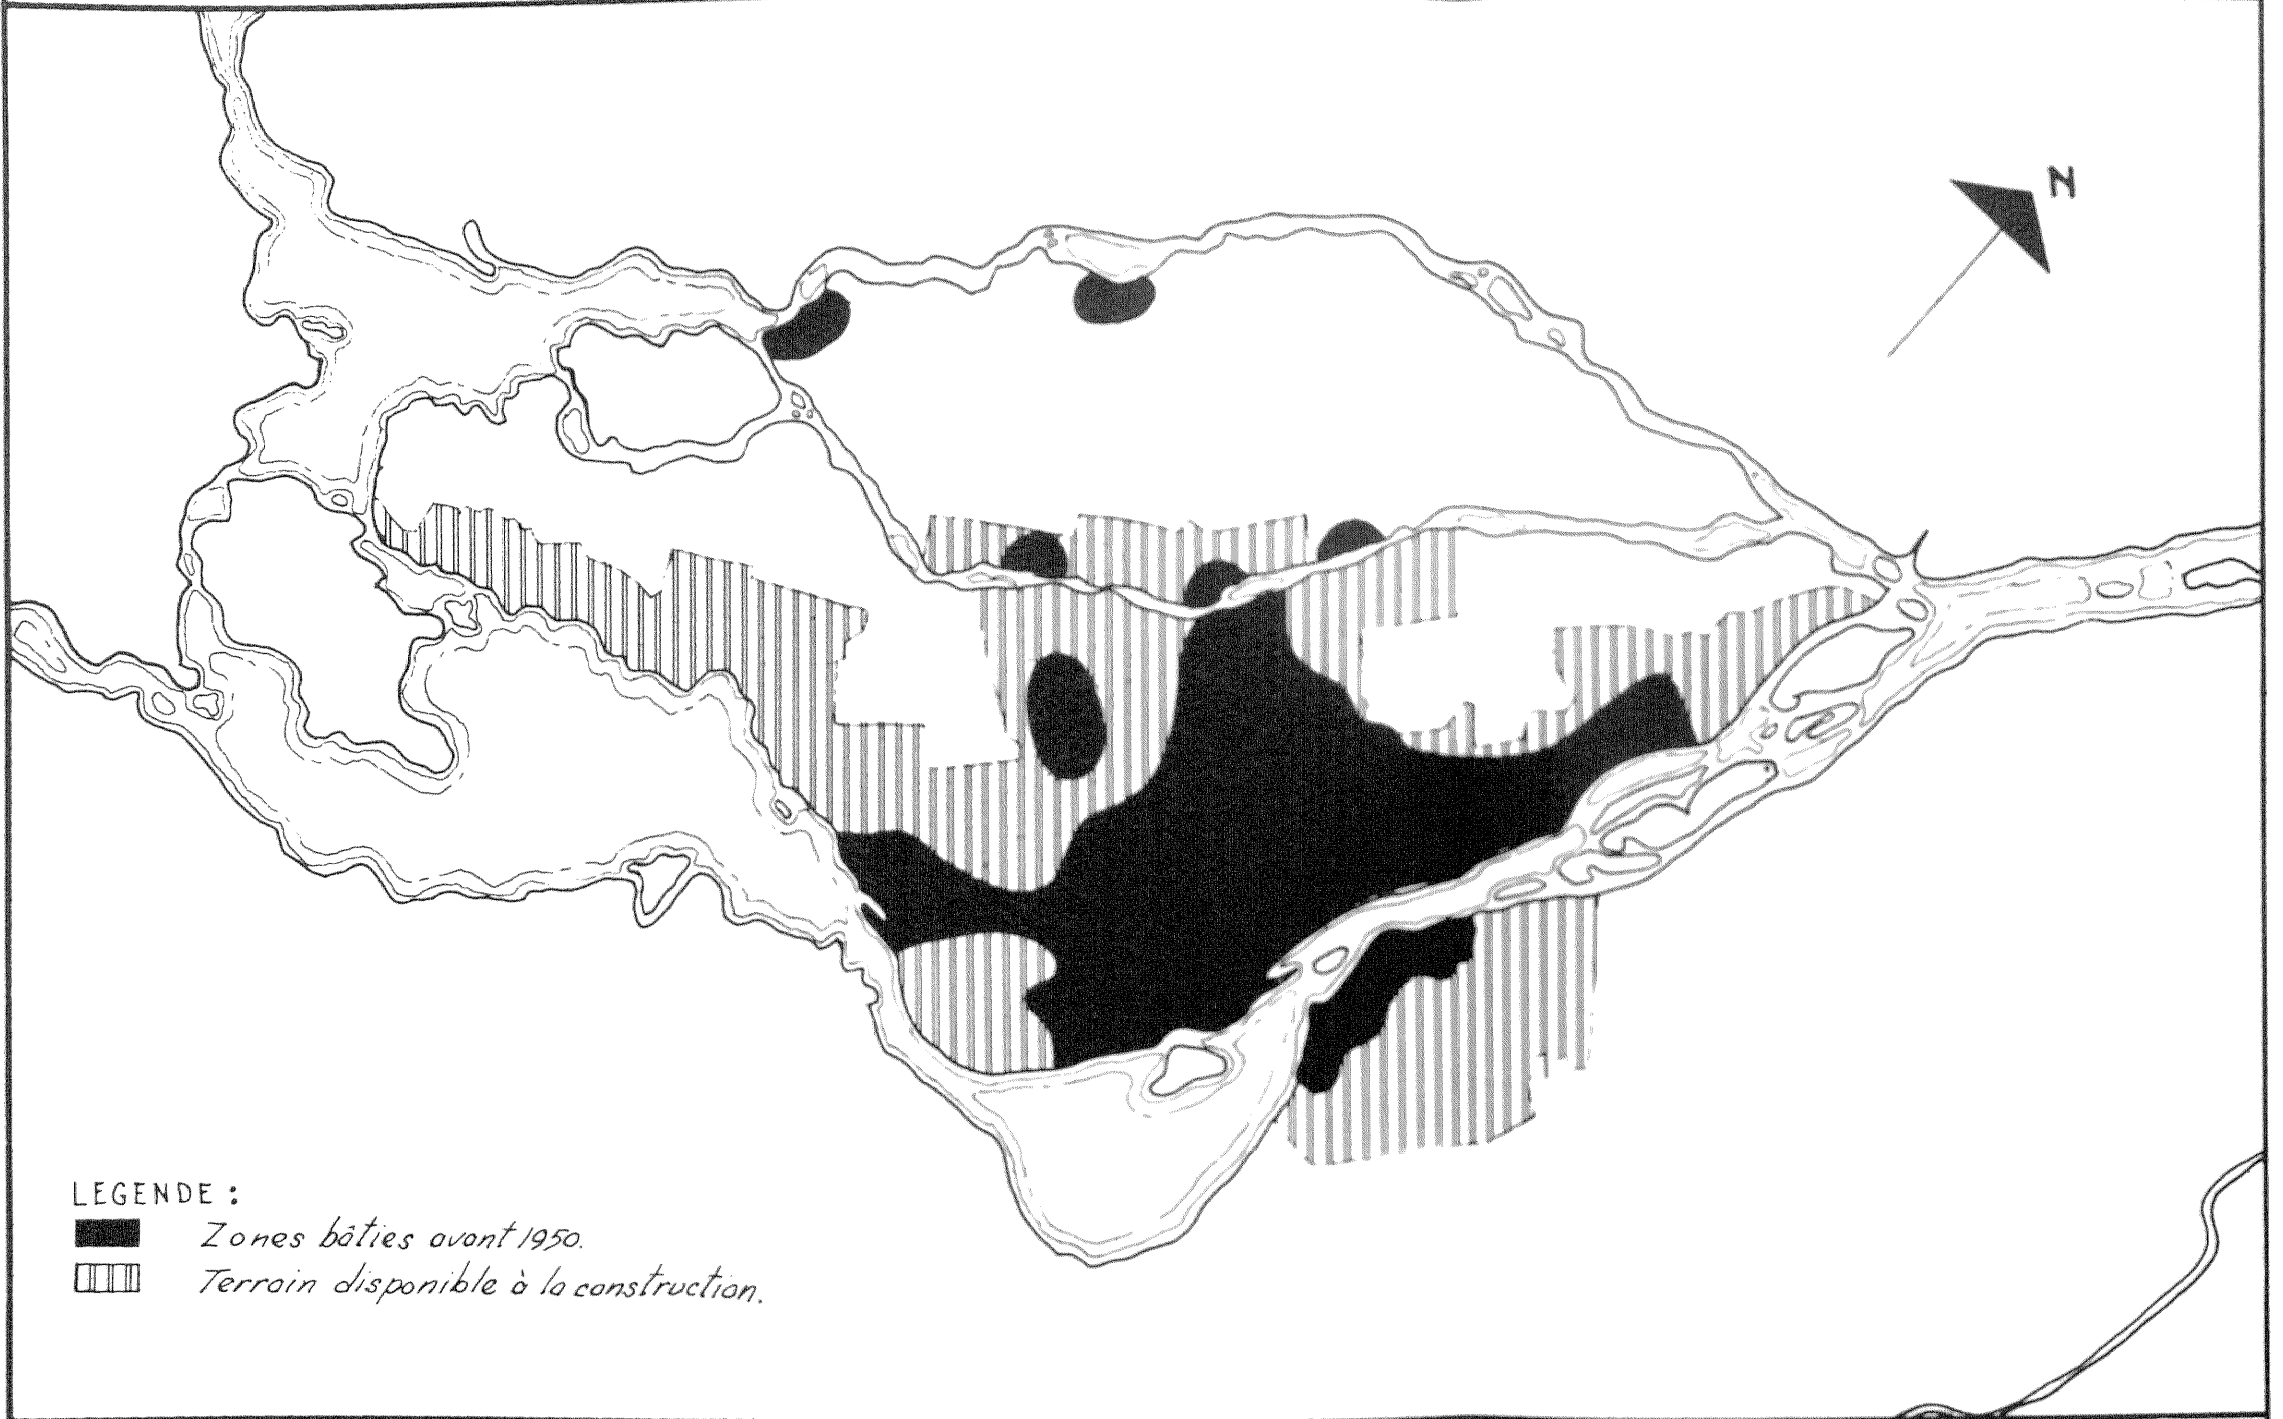 N
LEGENDE :
Zones bâties avant 1950.
Terrain disponible à la construction.